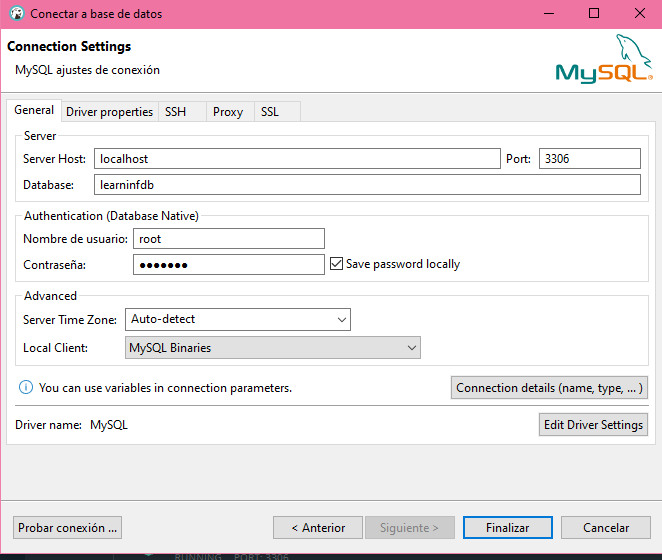 Conectar a base de datos
Connection Settings
MySQL ajustes de conexión
MySQL
General Driver properties SSH Proxy SSL
Server
Server Host: localhost Port: 3306
Database: learninfdb
Authentication (Database Native)
Nombre de usuario: root
Contraseña: ●●●●●●● Save password locally
Advanced
Server Time Zone: Auto-detect
Local Client: MySQL Binaries
You can use variables in connection parameters. Connection details (name, type, ... )
Driver name: MySQL Edit Driver Settings
Probar conexión ... < Anterior Siguiente > Finalizar Cancelar
RUNNING PORT: 3306